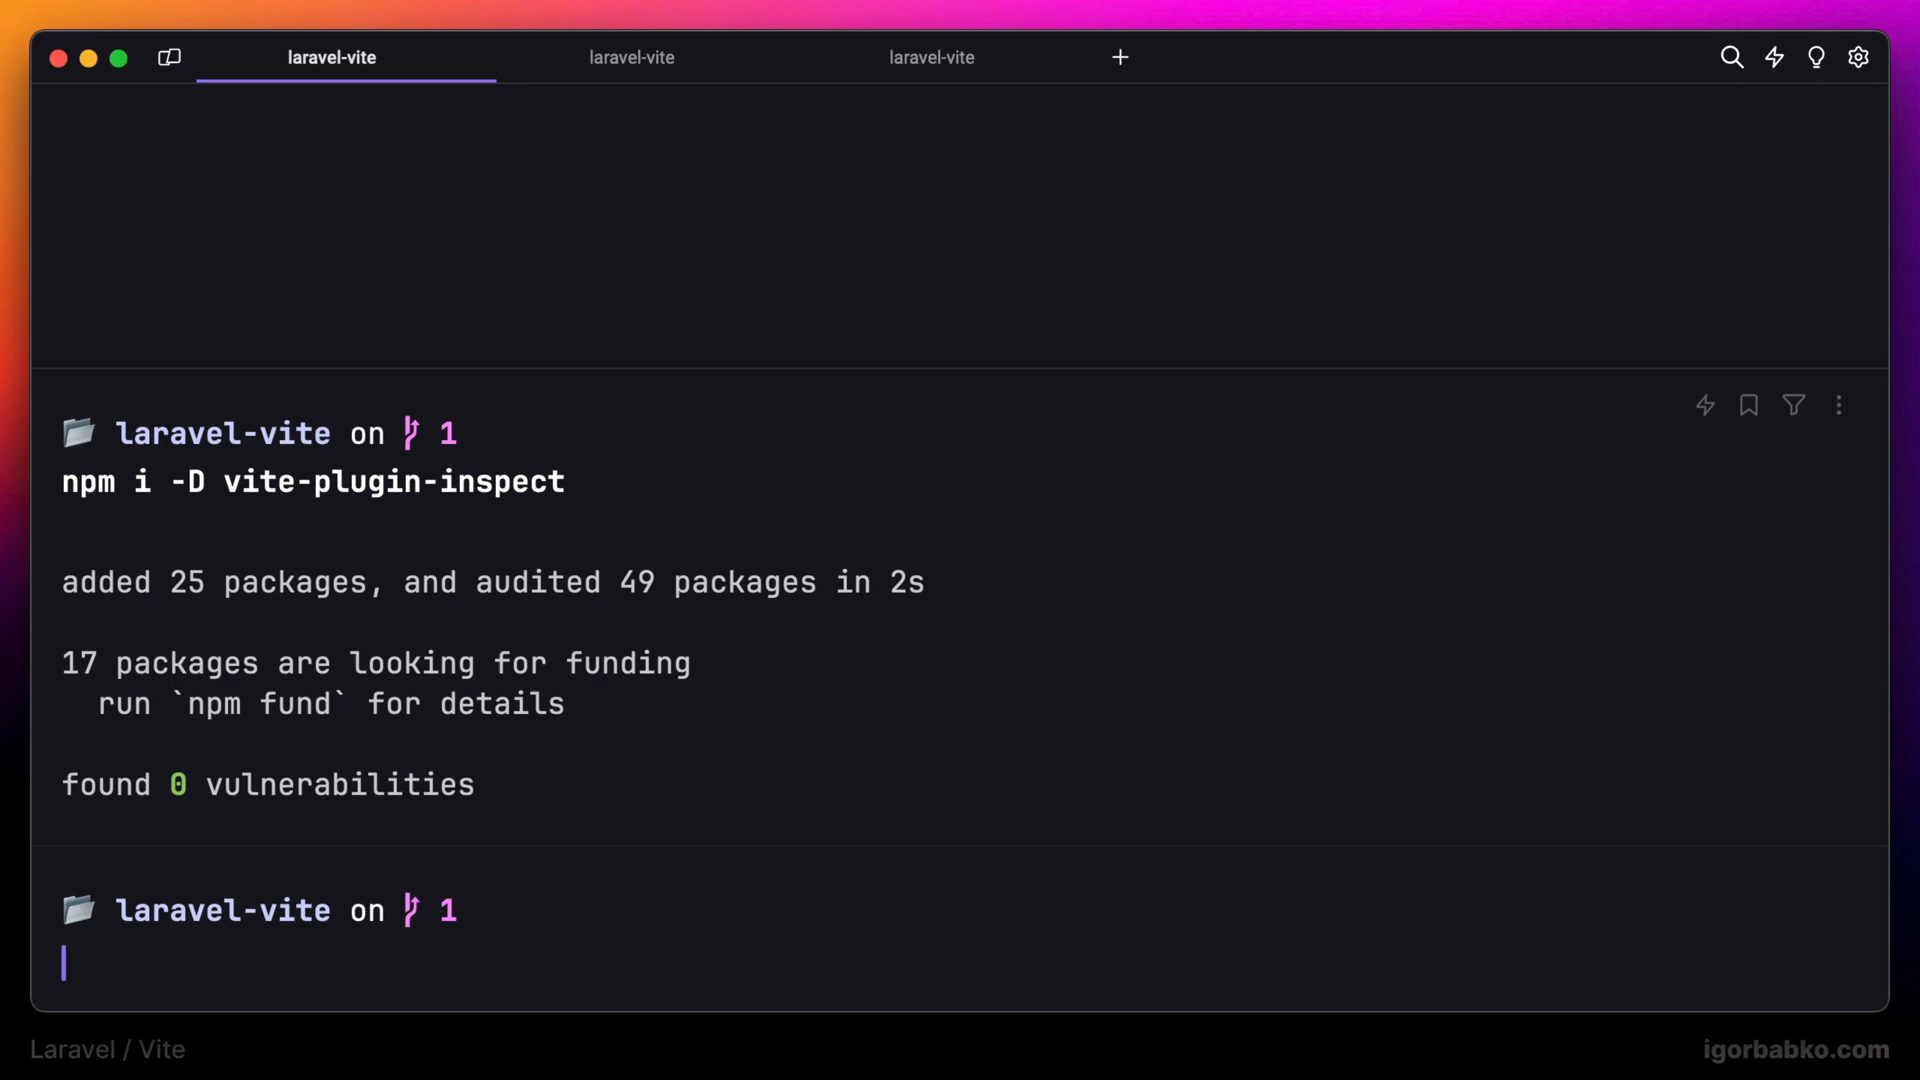 laravel-vite
laravel-vite
laravel-vite
laravel-vite on 1
npm i -D vite-plugin-inspect
added 25 packages, and audited 49 packages in 2s
17 packages are looking for funding
run `npm fund` for details
found 0 vulnerabilities
laravel-vite on 1
Laravel / Vite
igorbabko.com